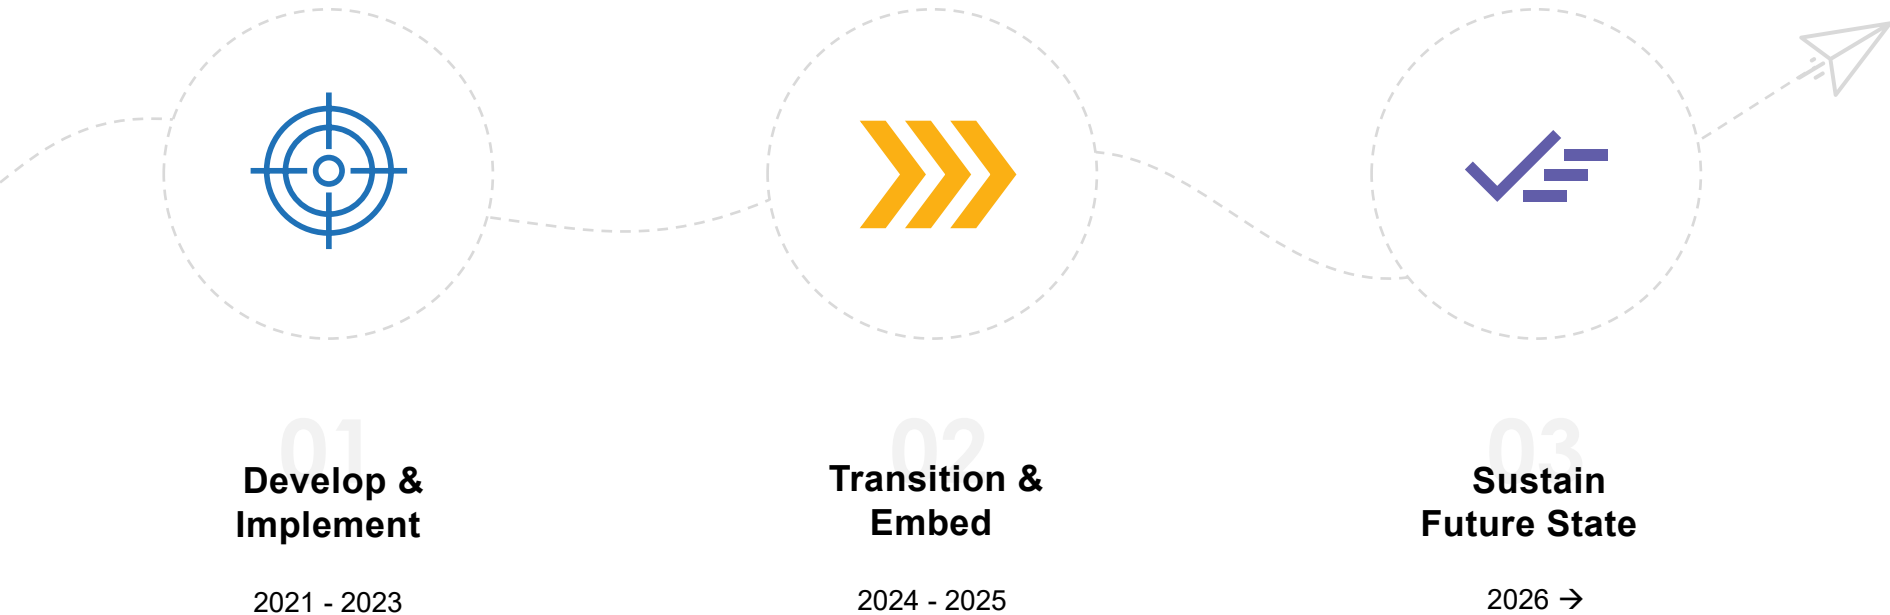 01
Develop &
Implement
2021 - 2023
02
Transition &
Embed
2024 - 2025
03
Sustain
Future State
2026 →